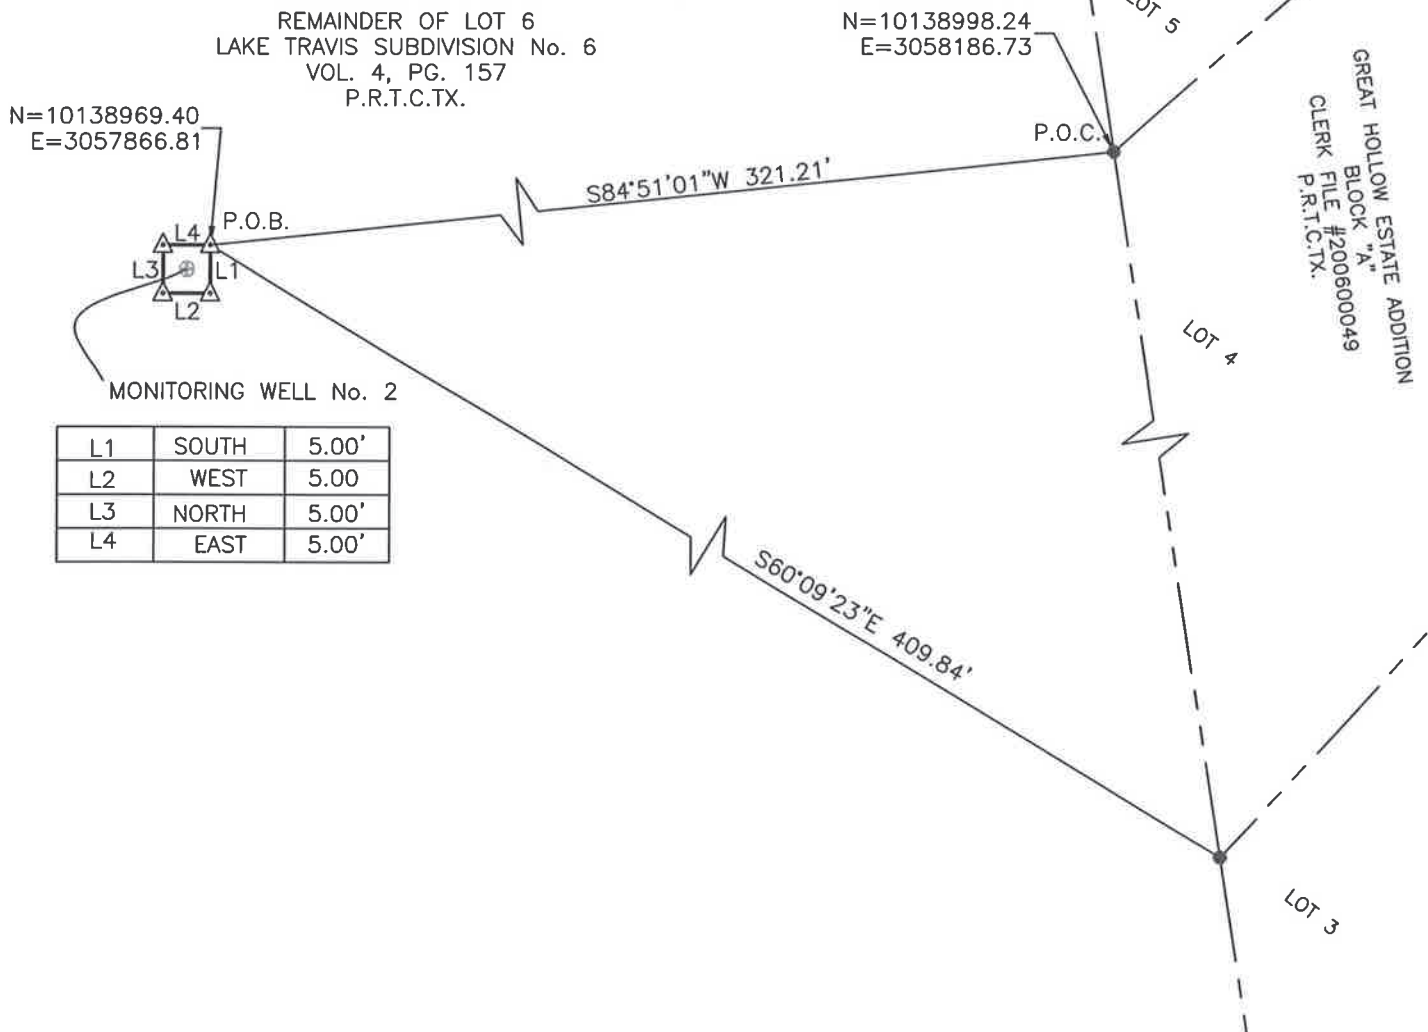 REMAINDER OF LOT 6
LAKE TRAVIS SUBDIVISION No. 6
VOL. 4, PG. 157
P.R.T.C.TX.
N=10138998.24
E=3058186.73
LOT 5
GREAT HOLLOW ESTATE ADDITION
BLOCK "A"
CLERK FILE #200600049
P.R.T.C.TX.
N=10138969.40
E=3057866.81
P.O.C.
S84°51'01"W 321.21'
P.O.B.
L4
L3
L1
L2
LOT 4
MONITORING WELL No. 2
L1 SOUTH 5.00'
L2 WEST 5.00
L3 NORTH 5.00'
L4 EAST 5.00'
S60°09'23"E 409.84'
LOT 3